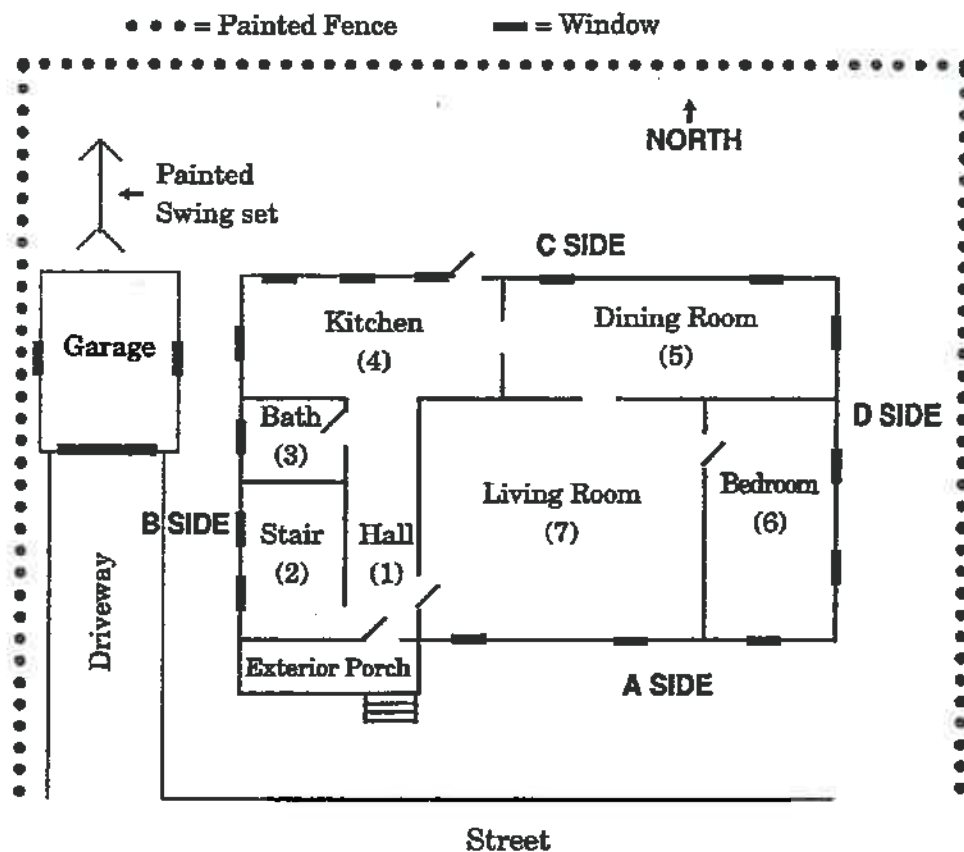 • • • • = Painted Fence
= Window
NORTH
Painted
Swing set
C SIDE
Garage
Kitchen
(4)
Dining Room
(5)
Bath
(3)
D SIDE
Living Room
(7)
Bedroom
(6)
B SIDE
Stair
(2)
Hall
(1)
Driveway
Exterior Porch
A SIDE
Street